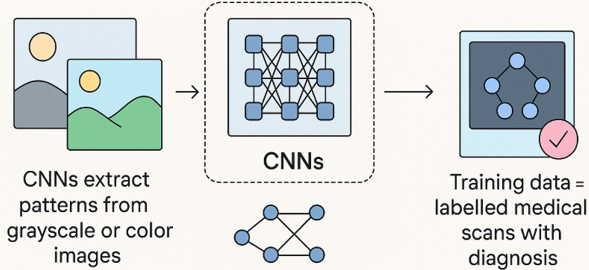 CNNs extract
patterns from
grayscale or color
images
CNNs
Training data =
labelled medical
scans with
diagnosis